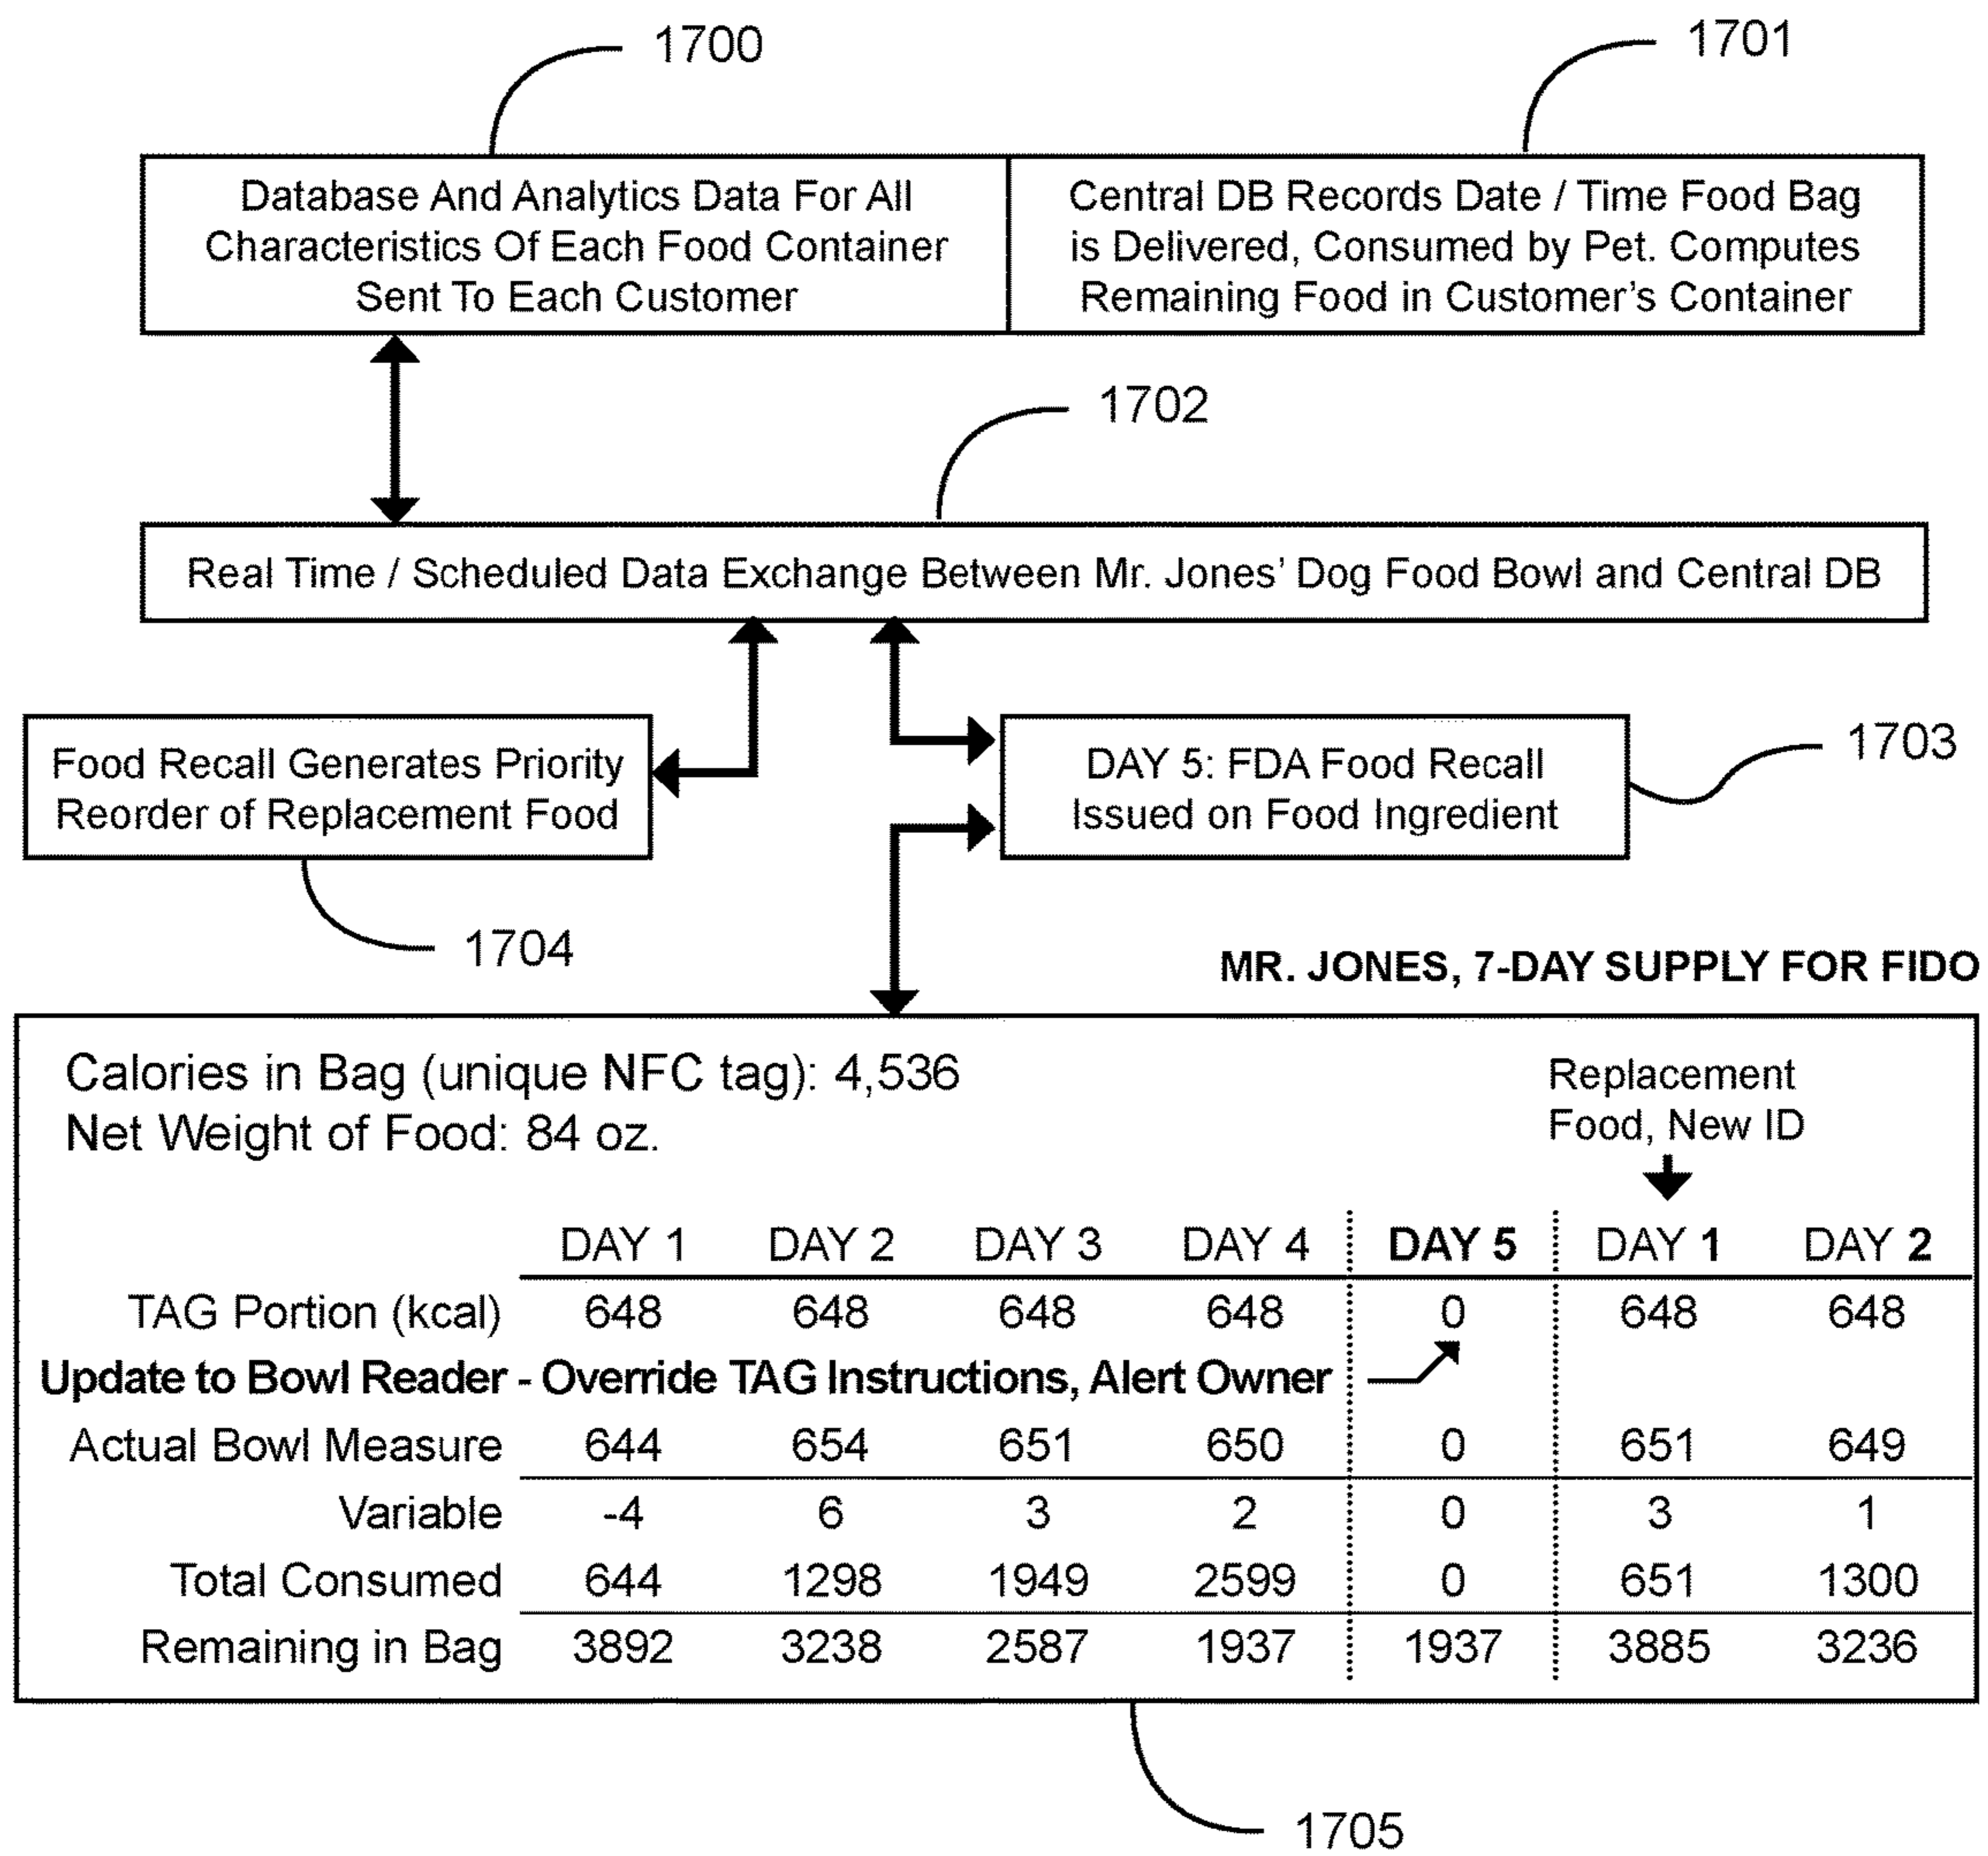 1700
1701
Database And Analytics Data For All
Characteristics Of Each Food Container
Sent To Each Customer
Central DB Records Date / Time Food Bag
is Delivered, Consumed by Pet. Computes
Remaining Food in Customer's Container
1702
Real Time / Scheduled Data Exchange Between Mr. Jones' Dog Food Bowl and Central DB
Food Recall Generates Priority
Reorder of Replacement Food
DAY 5: FDA Food Recall
Issued on Food Ingredient
1703
1704
MR. JONES, 7-DAY SUPPLY FOR FIDO
Calories in Bag (unique NFC tag): 4,536
Net Weight of Food: 84 oz.
Replacement
Food, New ID
DAY 1 DAY 2 DAY 3 DAY 4 DAY 5 DAY 1 DAY 2
TAG Portion (kcal) 648 648 648 648 0 648 648
Update to Bowl Reader - Override TAG Instructions, Alert Owner
Actual Bowl Measure 644 654 651 650 0 651 649
Variable -4 6 3 2 0 3 1
Total Consumed 644 1298 1949 2599 0 651 1300
Remaining in Bag 3892 3238 2587 1937 1937 3885 3236
1705